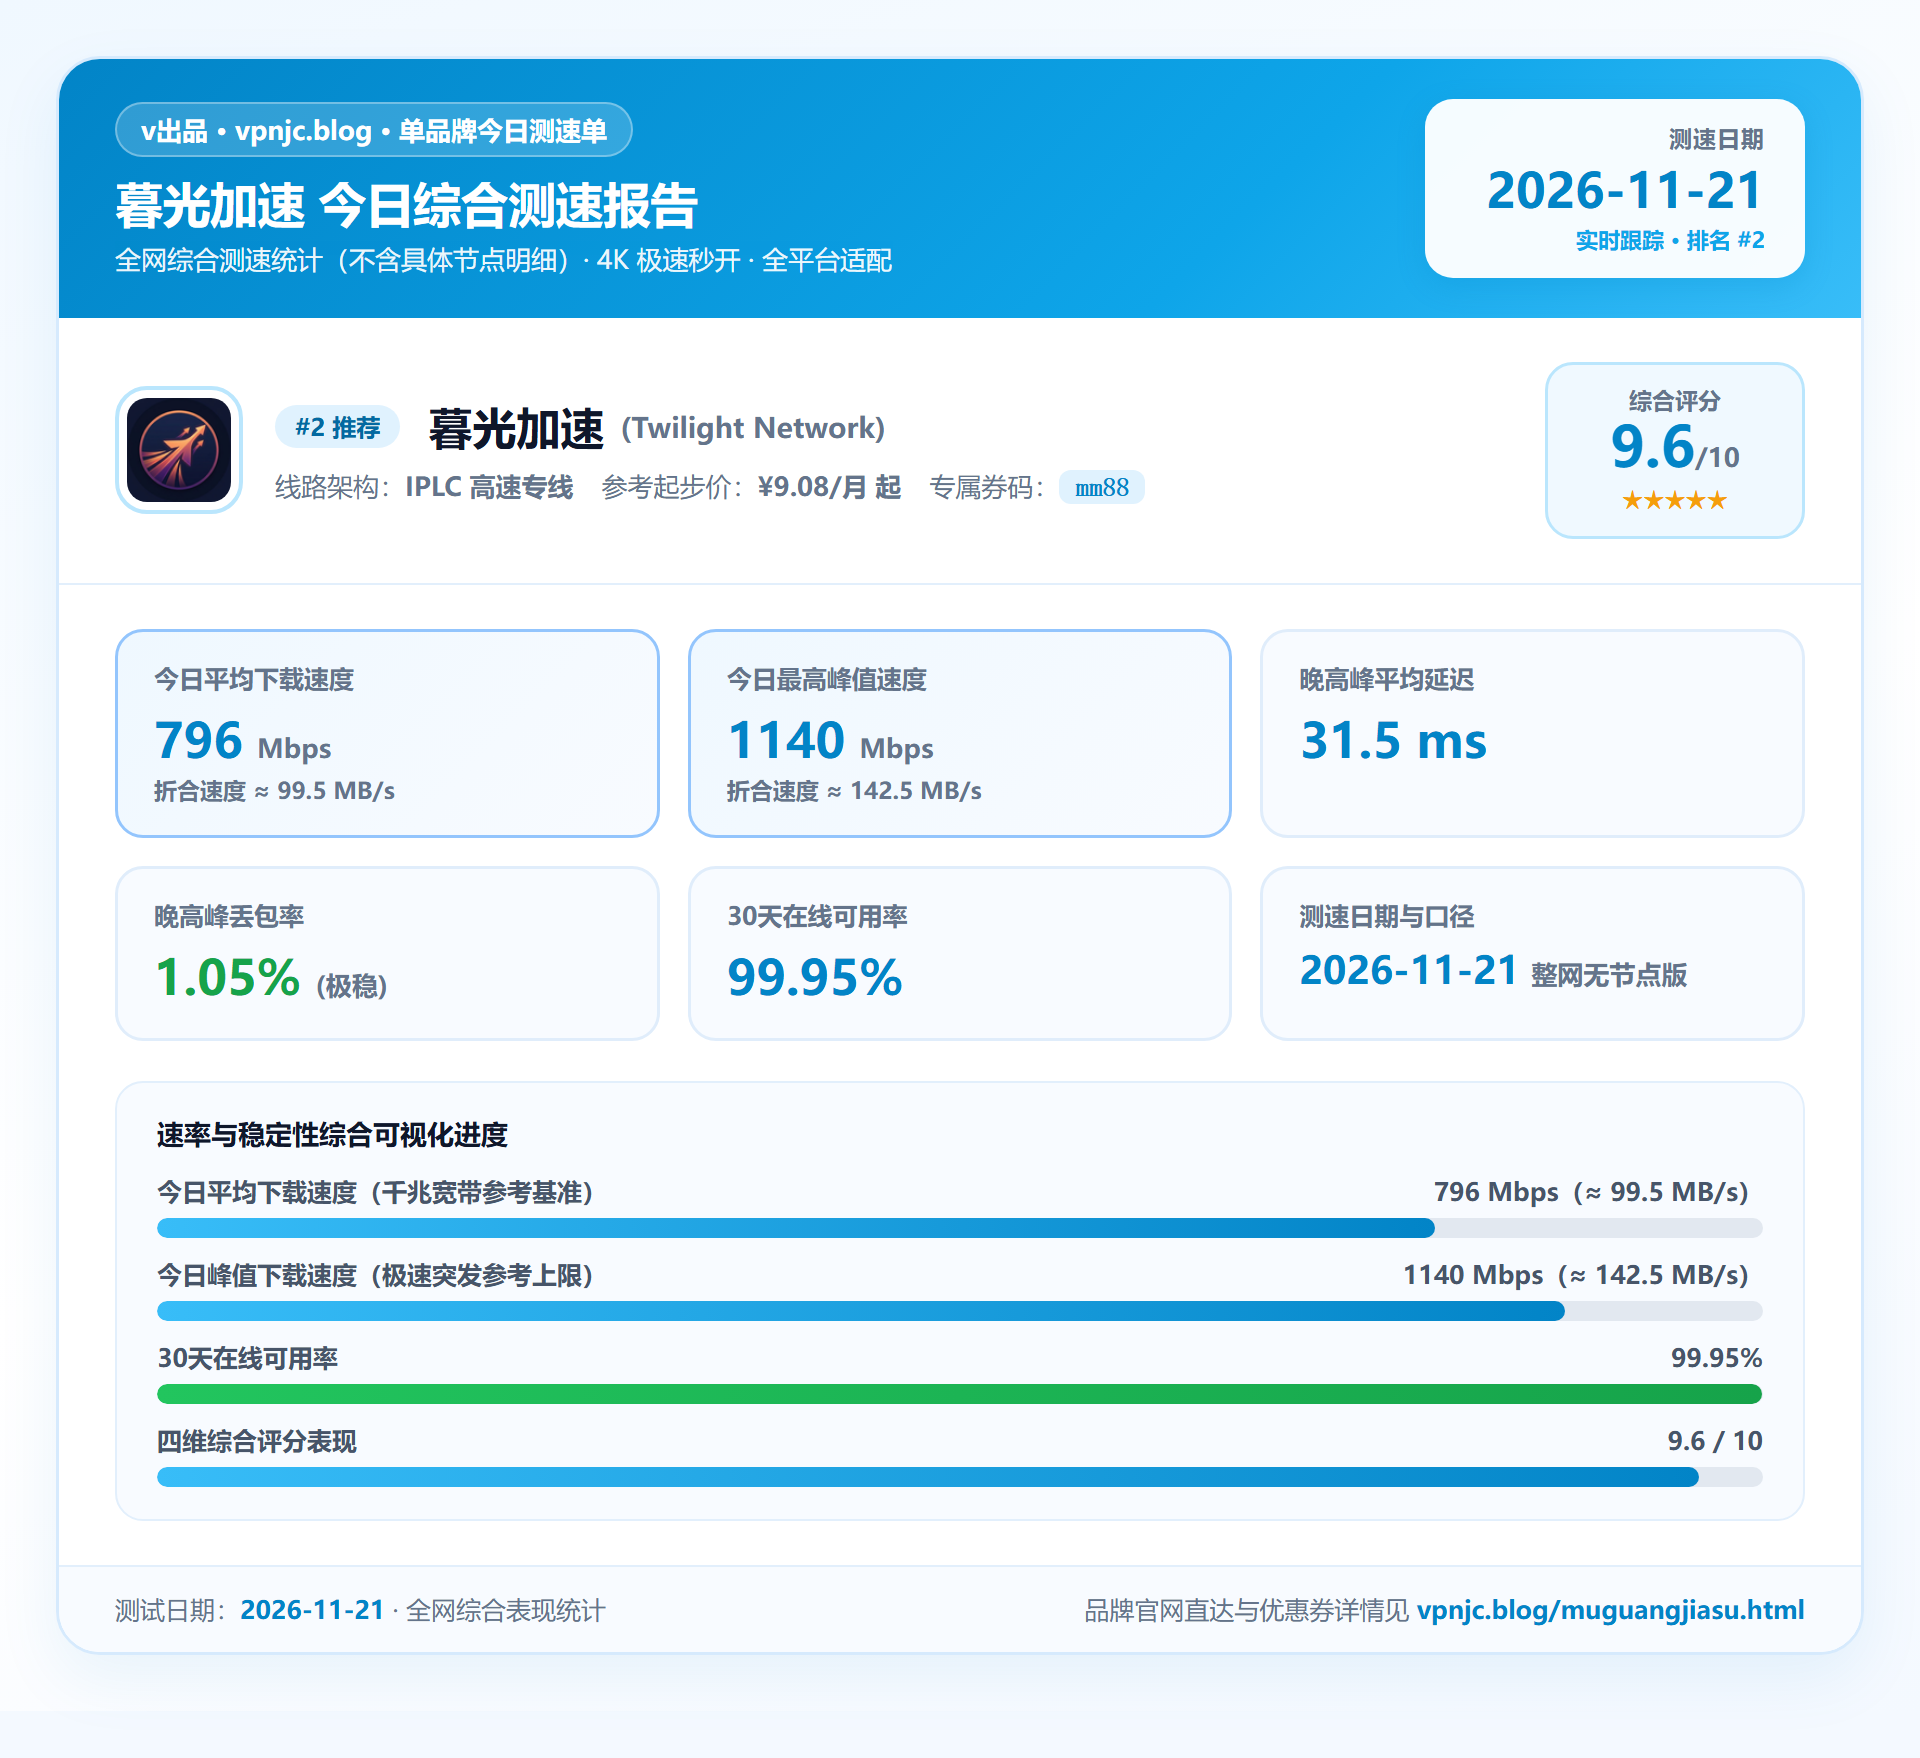 v出品 • vpnjc.blog • 单品牌今日测速单
暮光加速 今日综合测速报告
全网综合测速统计（不含具体节点明细）· 4K 极速秒开 · 全平台适配
测速日期
2026-11-21
实时跟踪 • 排名 #2
#2 推荐 暮光加速 (Twilight Network)
线路架构：IPLC 高速专线 参考起步价：¥9.08/月 起 专属券码：mm88
综合评分
9.6/10
★★★★★
今日平均下载速度
796 Mbps
折合速度 ≈ 99.5 MB/s
今日最高峰值速度
1140 Mbps
折合速度 ≈ 142.5 MB/s
晚高峰平均延迟
31.5 ms
晚高峰丢包率
1.05% (极稳)
30天在线可用率
99.95%
测速日期与口径
2026-11-21 整网无节点版
速率与稳定性综合可视化进度
今日平均下载速度（千兆宽带参考基准） 796 Mbps（≈ 99.5 MB/s）
今日峰值下载速度（极速突发参考上限） 1140 Mbps（≈ 142.5 MB/s）
30天在线可用率 99.95%
四维综合评分表现 9.6 / 10
测试日期：2026-11-21 · 全网综合表现统计
品牌官网直达与优惠券详情见 vpnjc.blog/muguangjiasu.html